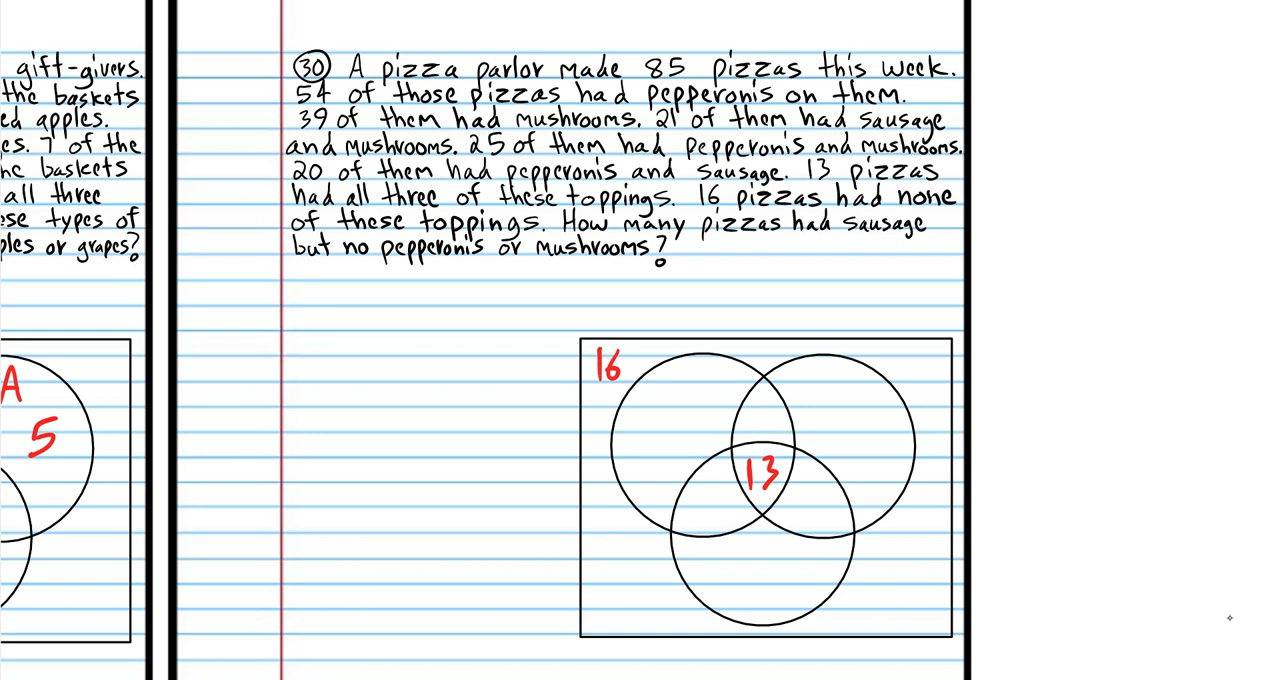 gift-givers.
the baskets
ed apples.
es. 7 of the
he baskets
all three
ese types of
ples or grapes?
A
5
30 A pizza parlor made 85 pizzas this week.
54 of those pizzas had pepperonis on them.
39 of them had mushrooms. 21 of them had sausage
and mushrooms. 25 of them had pepperonis and mushrooms.
20 of them had pepperonis and sausage. 13 pizzas
had all three of these toppings. 16 pizzas had none
of these toppings. How many pizzas had sausage
but no pepperonis or mushrooms?
16
13